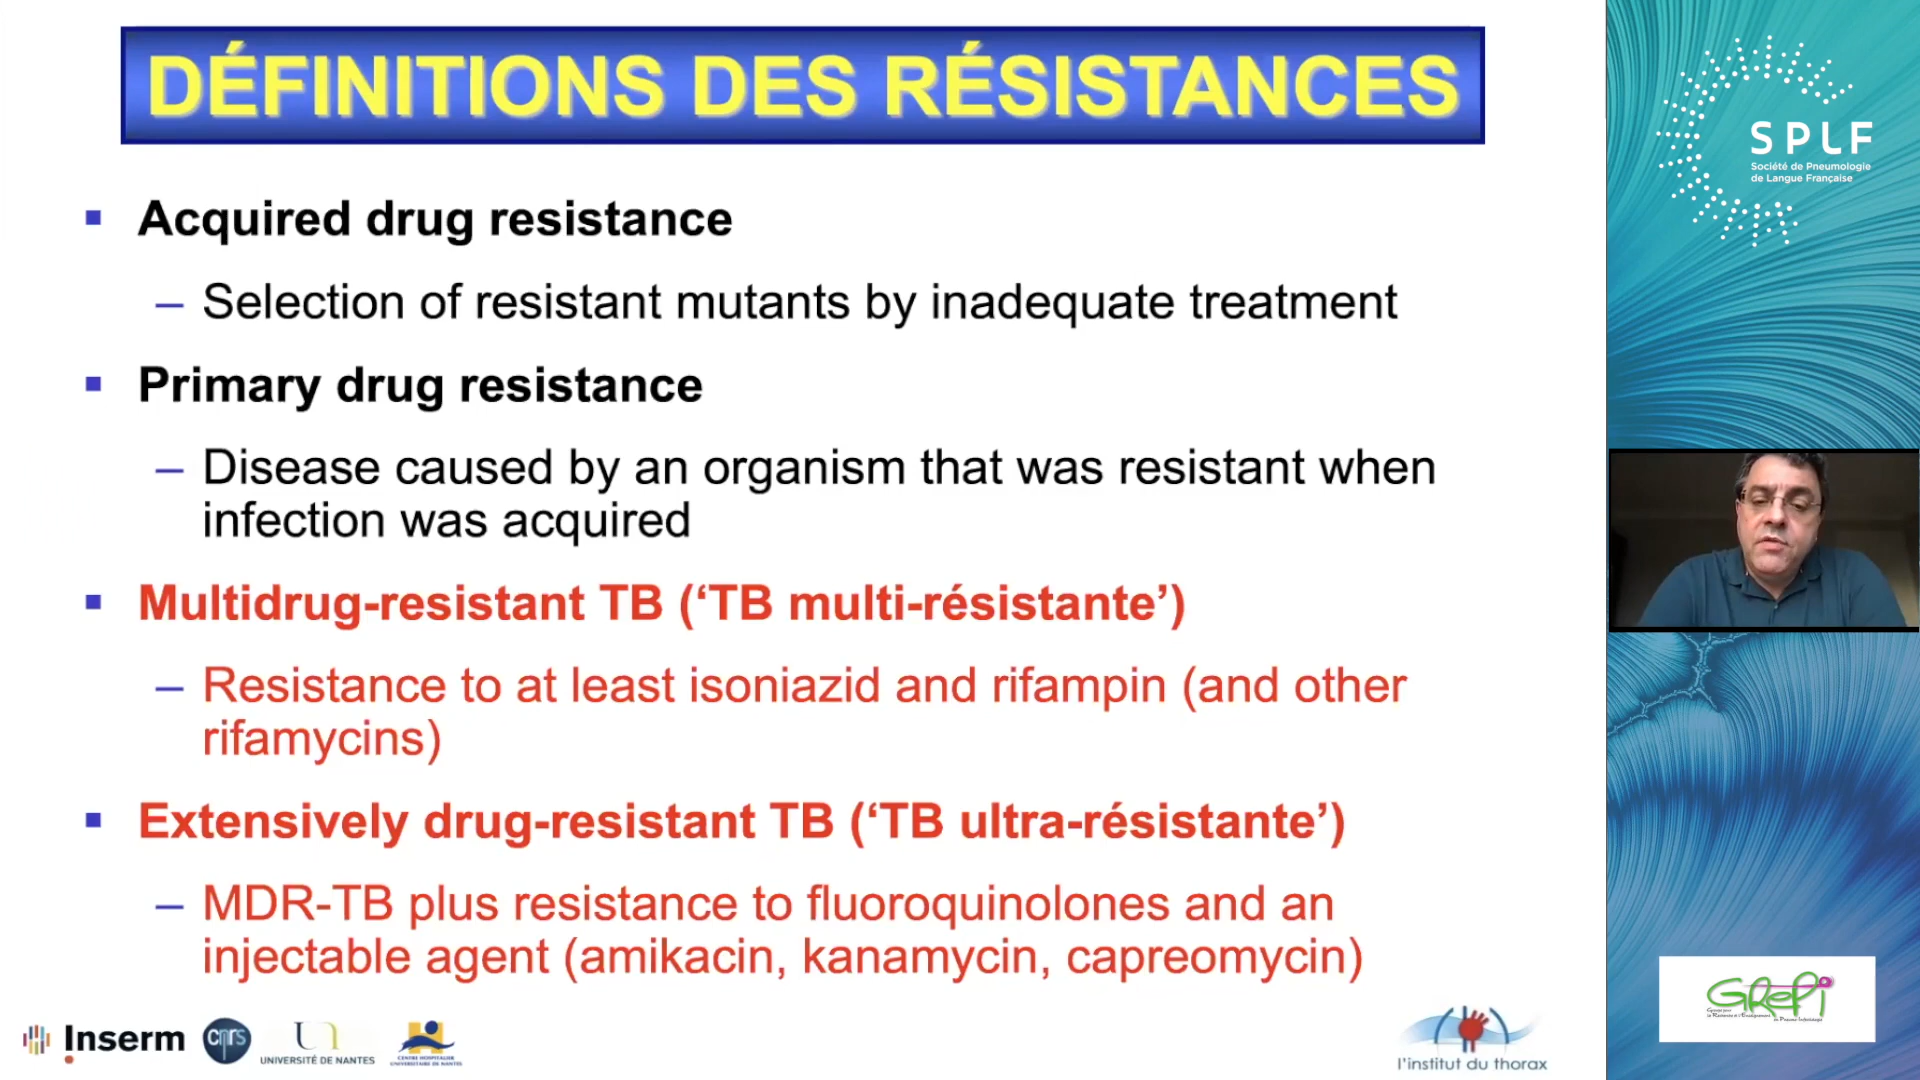 DÉFINITIONS DES RÉSISTANCES
▪ Acquired drug resistance
– Selection of resistant mutants by inadequate treatment
▪ Primary drug resistance
– Disease caused by an organism that was resistant when
infection was acquired
▪ Multidrug-resistant TB (‘TB multi-résistante’)
– Resistance to at least isoniazid and rifampin (and other
rifamycins)
▪ Extensively drug-resistant TB (‘TB ultra-résistante’)
– MDR-TB plus resistance to fluoroquinolones and an
injectable agent (amikacin, kanamycin, capreomycin)
Inserm
cnrs
UNIVERSITÉ DE NANTES
CENTRE HOSPITALIER
UNIVERSITAIRE DE NANTES
l'institut du thorax
SPLF
Société de Pneumologie
de Langue Française
GREPI